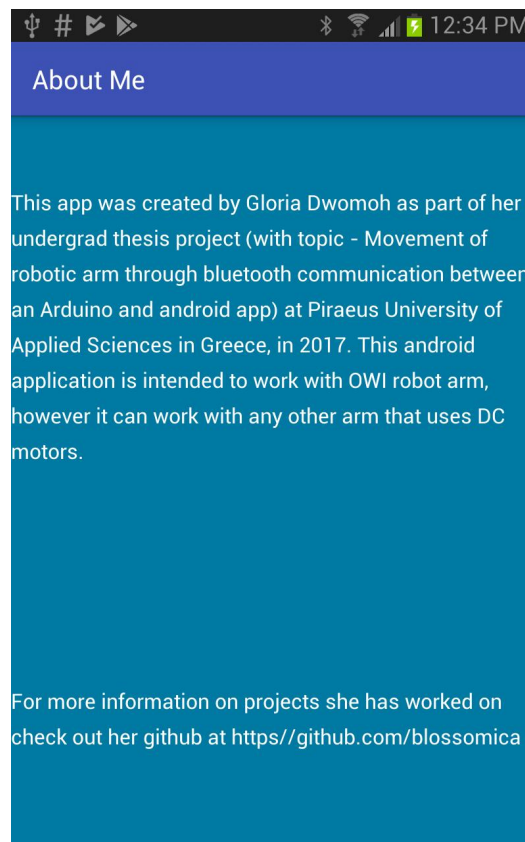 12:34 PM
About Me
This app was created by Gloria Dwomoh as part of her
undergrad thesis project (with topic - Movement of
robotic arm through bluetooth communication between
an Arduino and android app) at Piraeus University of
Applied Sciences in Greece, in 2017. This android
application is intended to work with OWI robot arm,
however it can work with any other arm that uses DC
motors.
For more information on projects she has worked on
check out her github at https//github.com/blossomica